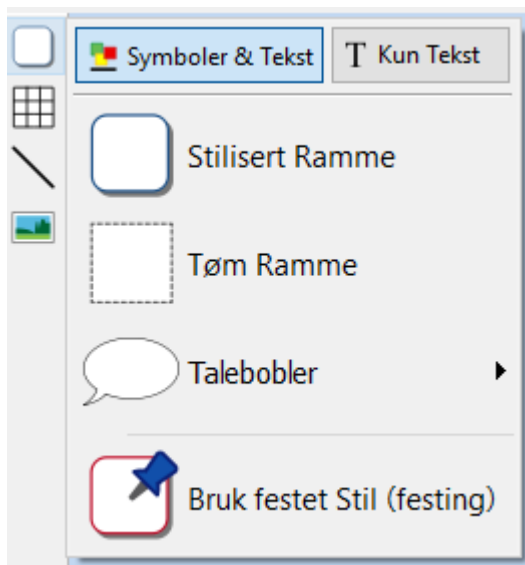 Symboler & Tekst
T Kun Tekst
Stilisert Ramme
Tøm Ramme
Talebobler
Bruk festet Stil (festing)